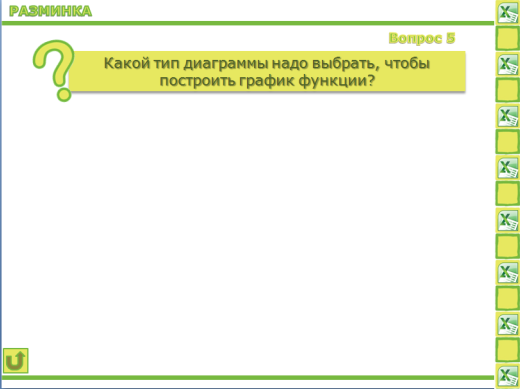 РАЗМИНКА
Вопрос 5
Какой тип диаграммы надо выбрать, чтобы
построить график функции?